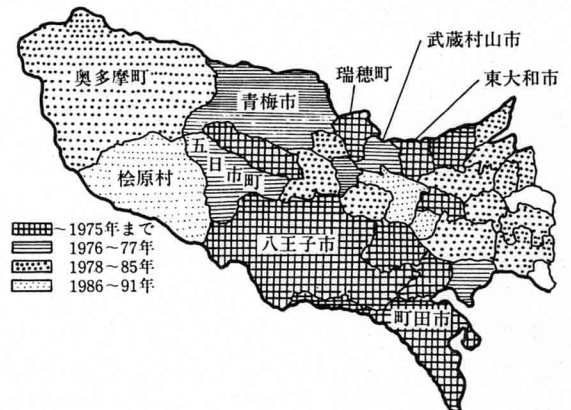 武蔵村山市
瑞穂町
東大和市
奥多摩町
青梅市
五日市町
桧原村
八王子市
町田市
～1975年まで
1976～77年
1978～85年
1986～91年